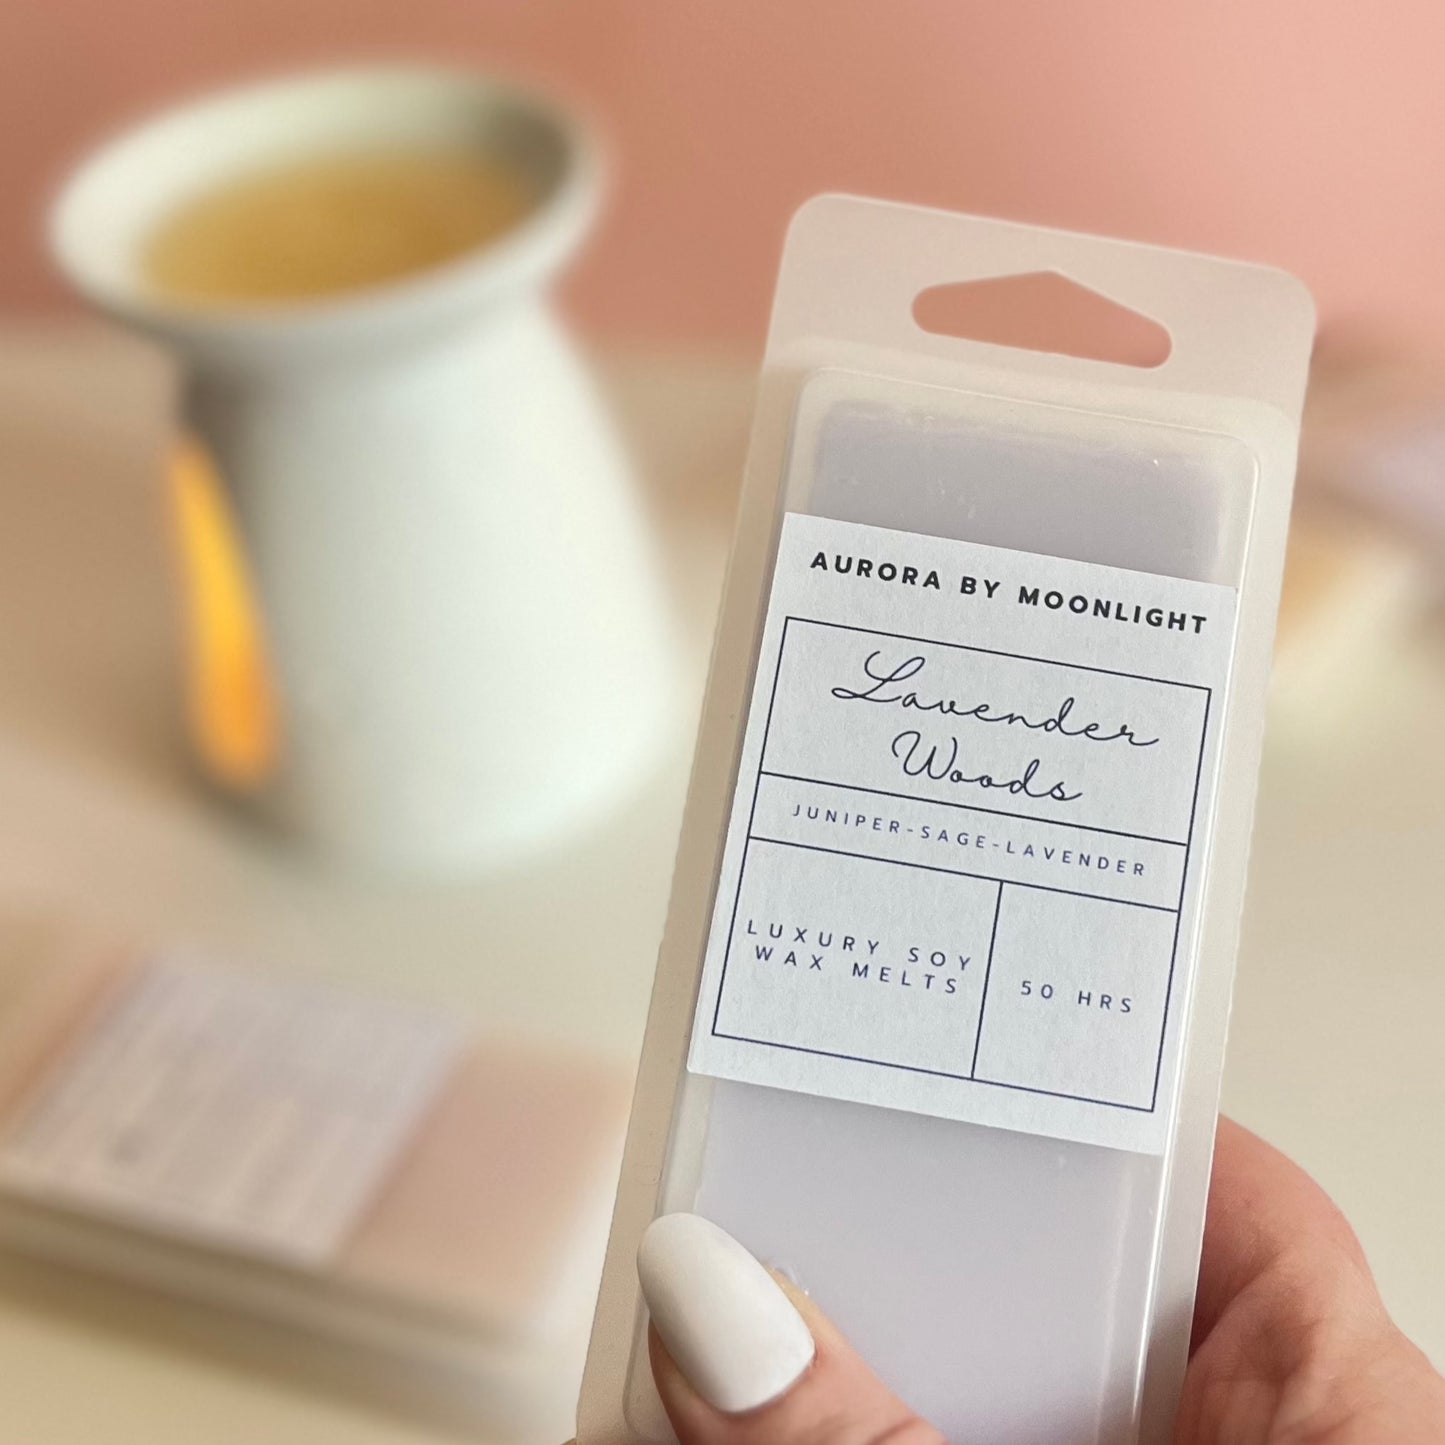 AURORA BY MOONLIGHT
Lavender
Woods
JUNIPER-SAGE-LAVENDER
LUXURY SOY
WAX MELTS
50 HRS